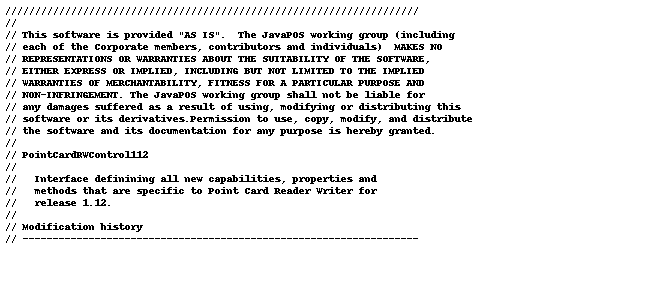 /////////////////////////////////////////////////////////////////////
//
// This software is provided "AS IS".  The JavaPOS working group (including
// each of the Corporate members, contributors and individuals)  MAKES NO
// REPRESENTATIONS OR WARRANTIES ABOUT THE SUITABILITY OF THE SOFTWARE,
// EITHER EXPRESS OR IMPLIED, INCLUDING BUT NOT LIMITED TO THE IMPLIED
// WARRANTIES OF MERCHANTABILITY, FITNESS FOR A PARTICULAR PURPOSE AND
// NON-INFRINGEMENT. The JavaPOS working group shall not be liable for
// any damages suffered as a result of using, modifying or distributing this
// software or its derivatives.Permission to use, copy, modify, and distribute
// the software and its documentation for any purpose is hereby granted.
//
// PointCardRWControl112
//
//   Interface definining all new capabilities, properties and
//   methods that are specific to Point Card Reader Writer for
//   release 1.12.
//
// Modification history
// ------------------------------------------------------------------